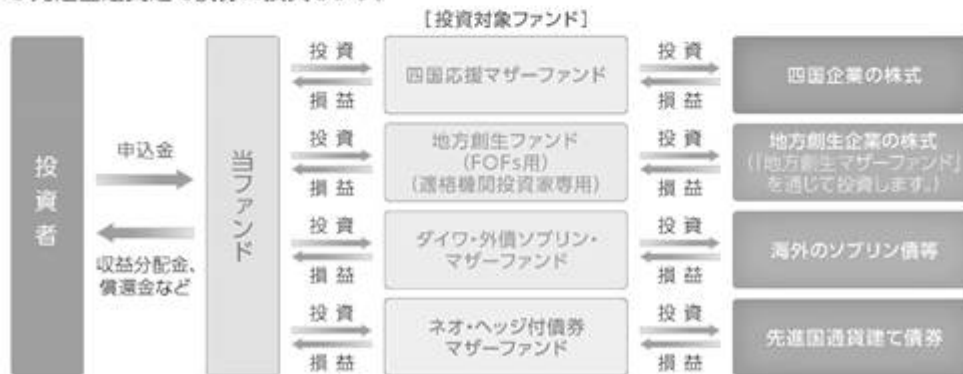 [投資対象ファンド]
投資者
申込金
収益分配金、
償還金など
当ファンド
投資
損益
四国応援マザーファンド
投資
損益
四国企業の株式
投資
損益
地方創生ファンド
(FOFs用)
(適格機関投資家専用)
投資
損益
地方創生企業の株式
(「地方創生マザーファンド」
を通じて投資します。)
投資
損益
ダイワ・外債ソブリン・
マザーファンド
投資
損益
海外のソブリン債等
投資
損益
ネオ・ヘッジ付債券
マザーファンド
投資
損益
先進国通貨建て債券